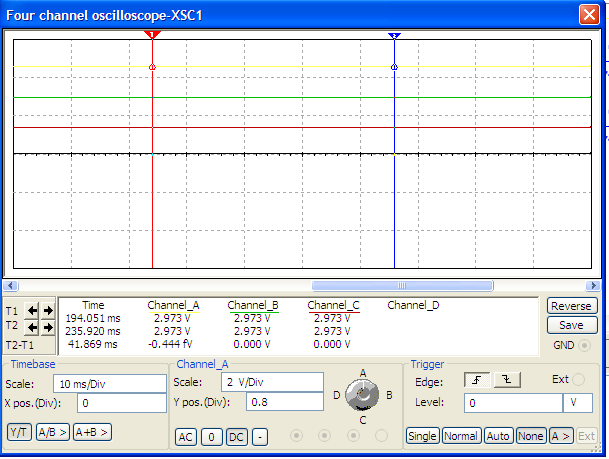 Four channel oscilloscope-XSC1
1
2
Time Channel_A Channel_B Channel_C Channel_D
T1 194.051 ms 2.973 V 2.973 V 2.973 V
T2 235.920 ms 2.973 V 2.973 V 2.973 V
T2-T1 41.869 ms -0.444 fV 0.000 V 0.000 V
Reverse
Save
GND
Timebase
Scale: 10 ms/Div
X pos.(Div): 0
Y/T A/B > A+B >
Channel_A
Scale: 2 V/Div
Y pos.(Div): 0.8
AC 0 DC -
A
D B
C
Trigger
Edge: Ext
Level: 0 V
Single Normal Auto None A > Ext